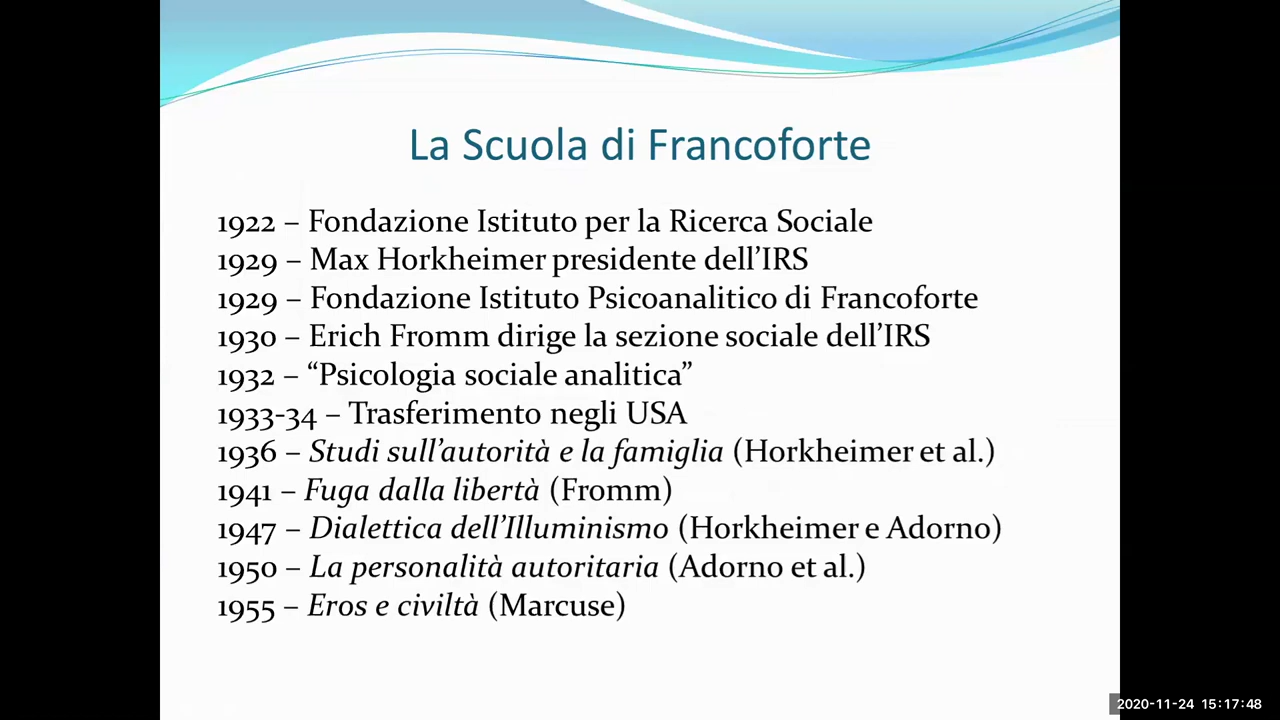 La Scuola di Francoforte
1922 – Fondazione Istituto per la Ricerca Sociale
1929 – Max Horkheimer presidente dell’IRS
1929 – Fondazione Istituto Psicoanalitico di Francoforte
1930 – Erich Fromm dirige la sezione sociale dell’IRS
1932 – “Psicologia sociale analitica”
1933-34 – Trasferimento negli USA
1936 – Studi sull’autorità e la famiglia (Horkheimer et al.)
1941 – Fuga dalla libertà (Fromm)
1947 – Dialettica dell’Illuminismo (Horkheimer e Adorno)
1950 – La personalità autoritaria (Adorno et al.)
1955 – Eros e civiltà (Marcuse)
2020-11-24 15:17:48